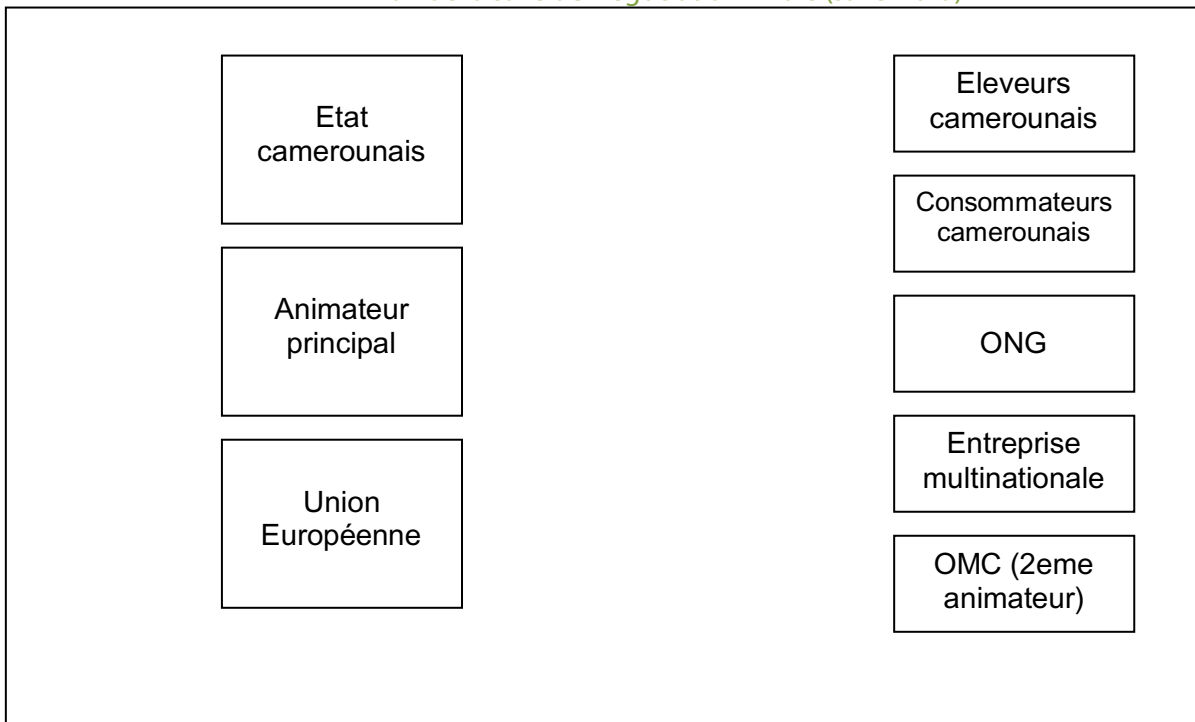 Etat
camerounais
Animateur
principal
Union
Européenne
Eleveurs
camerounais
Consommateurs
camerounais
ONG
Entreprise
multinationale
OMC (2eme
animateur)